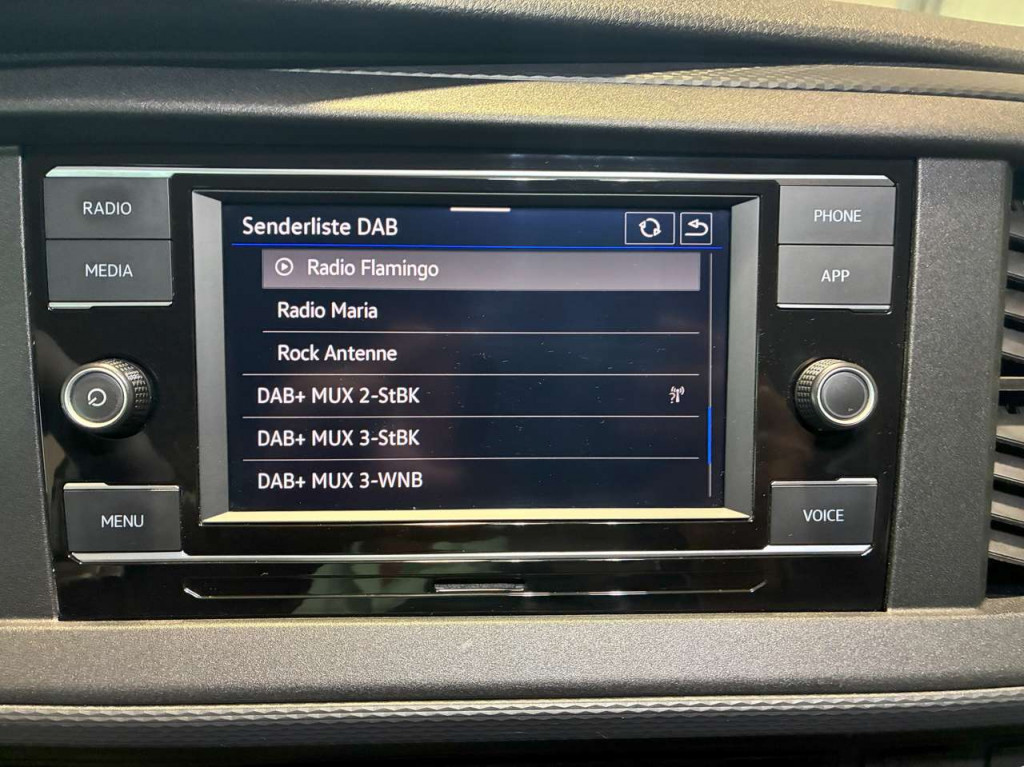 RADIO
MEDIA
MENU
Senderliste DAB
Radio Flamingo
Radio Maria
Rock Antenne
DAB+ MUX 2-StBK
DAB+ MUX 3-StBK
DAB+ MUX 3-WNB
PHONE
APP
VOICE